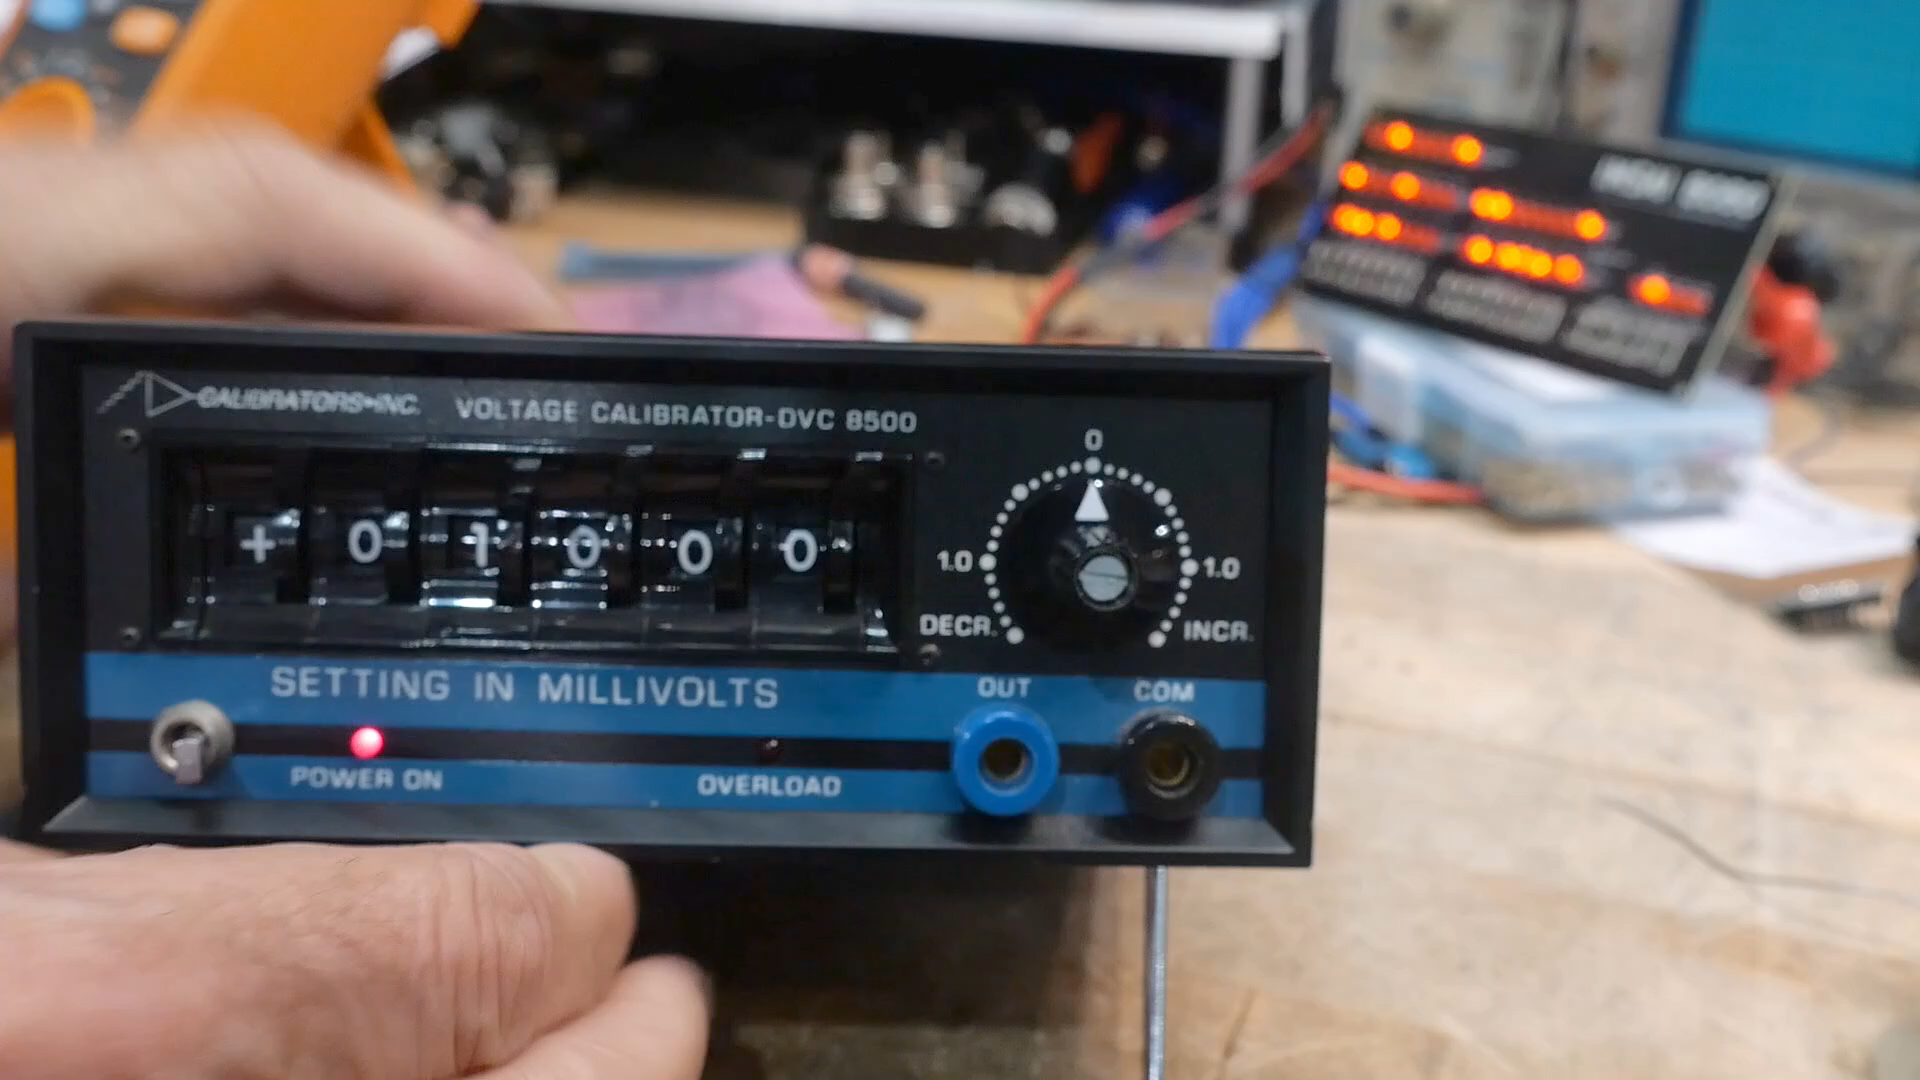 CALIBRATORS•INC. VOLTAGE CALIBRATOR-DVC 8500
+ 0 1 0 0 0
0
1.0 1.0
DECR. INCR.
SETTING IN MILLIVOLTS
OUT COM
POWER ON OVERLOAD